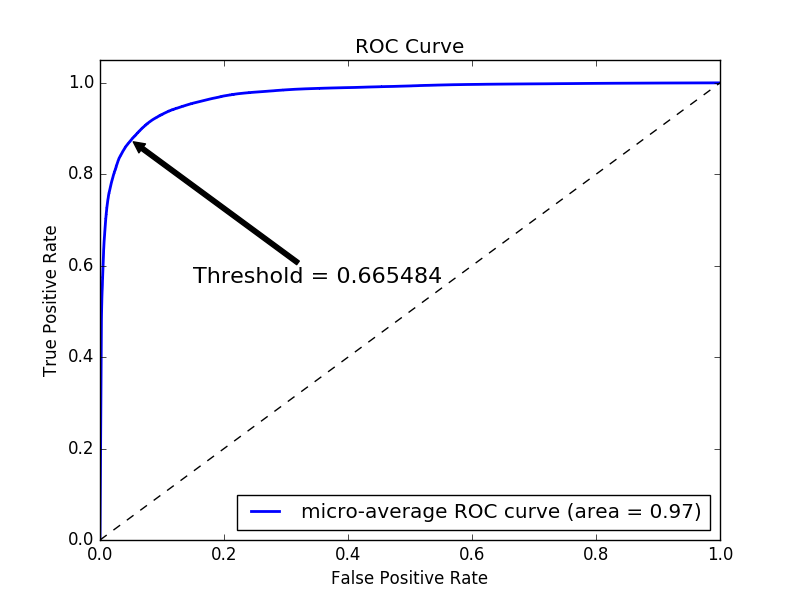 ROC Curve
1.0
0.8
0.6
0.4
0.2
0.0
True Positive Rate
Threshold = 0.665484
micro-average ROC curve (area = 0.97)
0.0 0.2 0.4 0.6 0.8 1.0
False Positive Rate